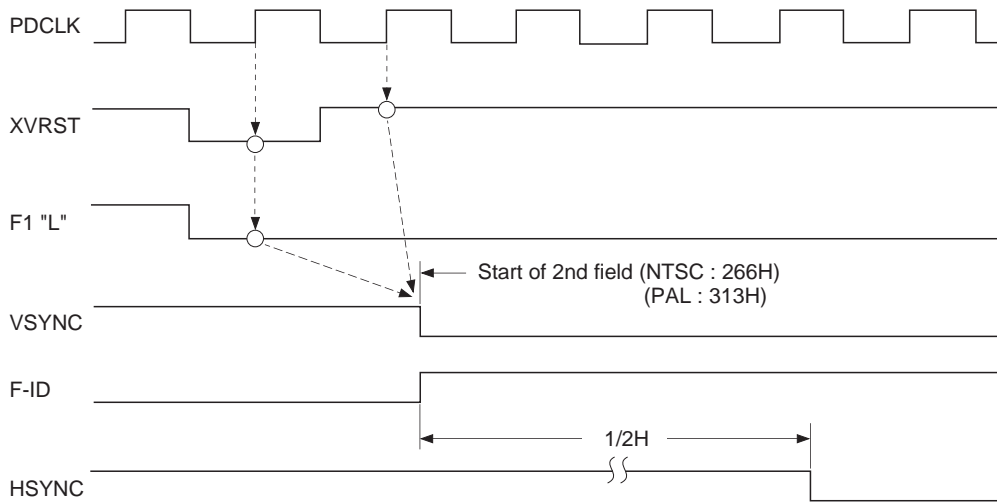 PDCLK
XVRST
F1 "L"
Start of 2nd field (NTSC : 266H)
(PAL : 313H)
VSYNC
F-ID
1/2H
HSYNC